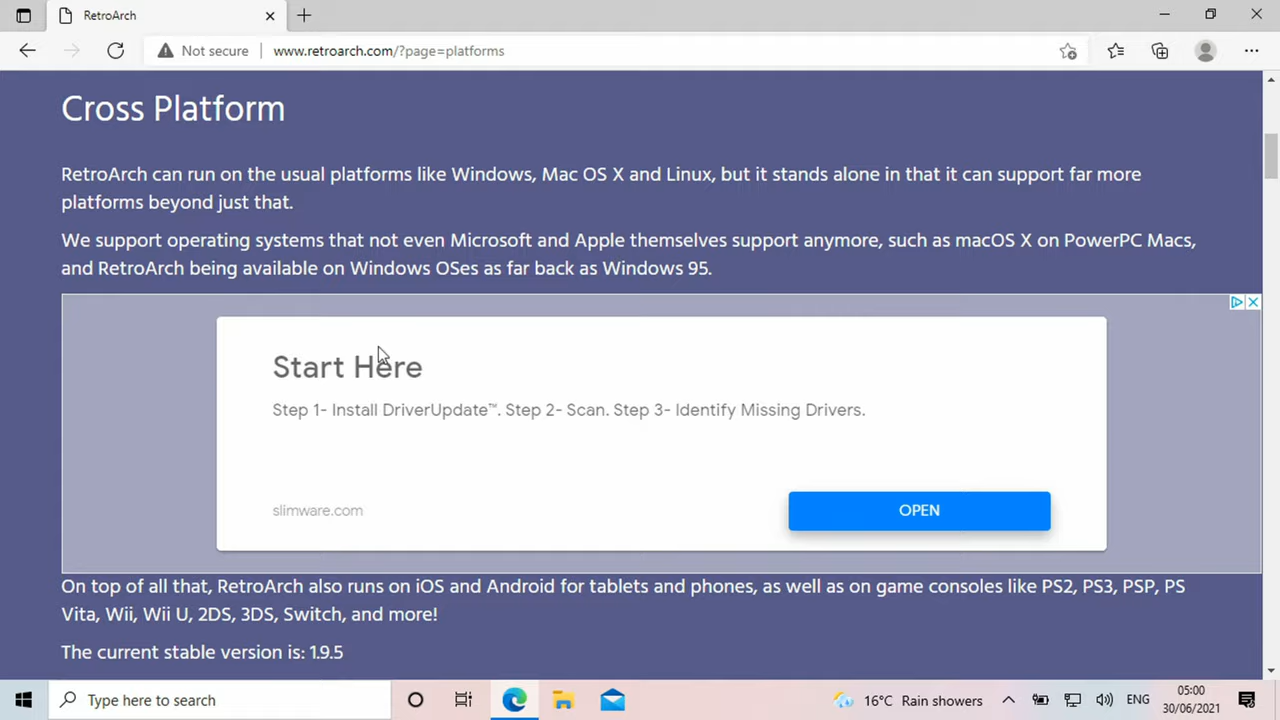 RetroArch
Not secure
www.retroarch.com/?page=platforms
Cross Platform
RetroArch can run on the usual platforms like Windows, Mac OS X and Linux, but it stands alone in that it can support far more
platforms beyond just that.
We support operating systems that not even Microsoft and Apple themselves support anymore, such as macOS X on PowerPC Macs,
and RetroArch being available on Windows OSes as far back as Windows 95.
Start Here
Step 1- Install DriverUpdate™. Step 2- Scan. Step 3- Identify Missing Drivers.
slimware.com
OPEN
On top of all that, RetroArch also runs on iOS and Android for tablets and phones, as well as on game consoles like PS2, PS3, PSP, PS
Vita, Wii, Wii U, 2DS, 3DS, Switch, and more!
The current stable version is: 1.9.5
Type here to search
16°C Rain showers
ENG
05:00
30/06/2021